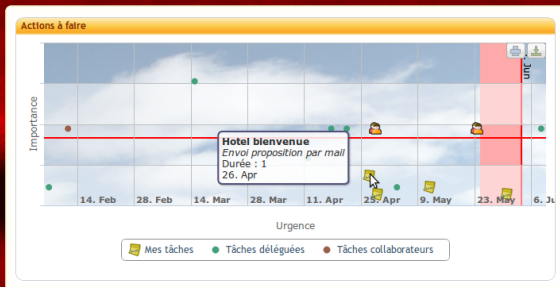 Actions à faire
. Jun
Importance
Hotel bienvenue
Envoi proposition par mail
Durée : 1
26. Apr
14. Feb 28. Feb 14. Mar 28. Mar 11. Apr 25. Apr 9. May 23. May 6. Ju
Urgence
Mes tâches Tâches déléguées Tâches collaborateurs